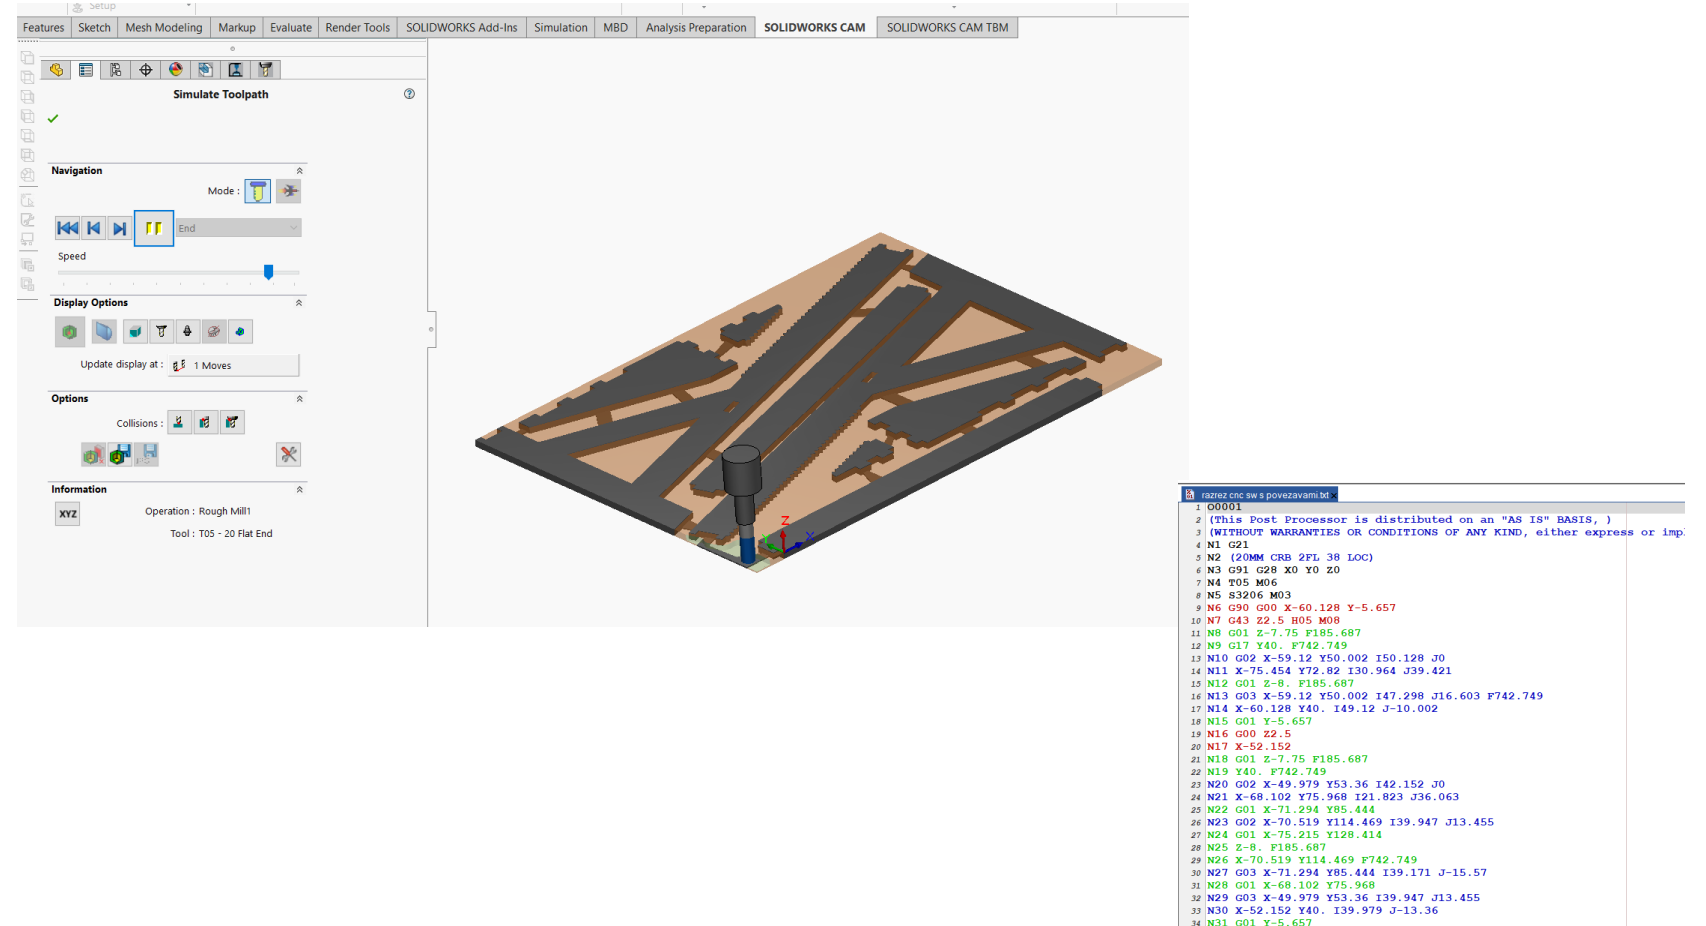 Setup
Features Sketch Mesh Modeling Markup Evaluate Render Tools SOLIDWORKS Add-Ins Simulation MBD Analysis Preparation SOLIDWORKS CAM SOLIDWORKS CAM TBM
Simulate Toolpath
Navigation
Mode :
End
Speed
Display Options
Update display at : 1 Moves
Options
Collisions :
Information
XYZ
Operation : Rough Mill1
Tool : T05 - 20 Flat End
Z
Y
X
razrez cnc sw s povezavami.txt
1 O0001
2 (This Post Processor is distributed on an "AS IS" BASIS, )
3 (WITHOUT WARRANTIES OR CONDITIONS OF ANY KIND, either express or impl
4 N1 G21
5 N2 (20MM CRB 2FL 38 LOC)
6 N3 G91 G28 X0 Y0 Z0
7 N4 T05 M06
8 N5 S3206 M03
9 N6 G90 G00 X-60.128 Y-5.657
10 N7 G43 Z2.5 H05 M08
11 N8 G01 Z-7.75 F185.687
12 N9 G17 Y40. F742.749
13 N10 G02 X-59.12 Y50.002 I50.128 J0
14 N11 X-75.454 Y72.82 I30.964 J39.421
15 N12 G01 Z-8. F185.687
16 N13 G03 X-59.12 Y50.002 I47.298 J16.603 F742.749
17 N14 X-60.128 Y40. I49.12 J-10.002
18 N15 G01 Y-5.657
19 N16 G00 Z2.5
20 N17 X-52.152
21 N18 G01 Z-7.75 F185.687
22 N19 Y40. F742.749
23 N20 G02 X-49.979 Y53.36 I42.152 J0
24 N21 X-68.102 Y75.968 I21.823 J36.063
25 N22 G01 X-71.294 Y85.444
26 N23 G02 X-70.519 Y114.469 I39.947 J13.455
27 N24 G01 X-75.215 Y128.414
28 N25 Z-8. F185.687
29 N26 X-70.519 Y114.469 F742.749
30 N27 G03 X-71.294 Y85.444 I39.171 J-15.57
31 N28 G01 X-68.102 Y75.968
32 N29 G03 X-49.979 Y53.36 I39.947 J13.455
33 N30 X-52.152 Y40. I39.979 J-13.36
34 N31 G01 Y-5.657